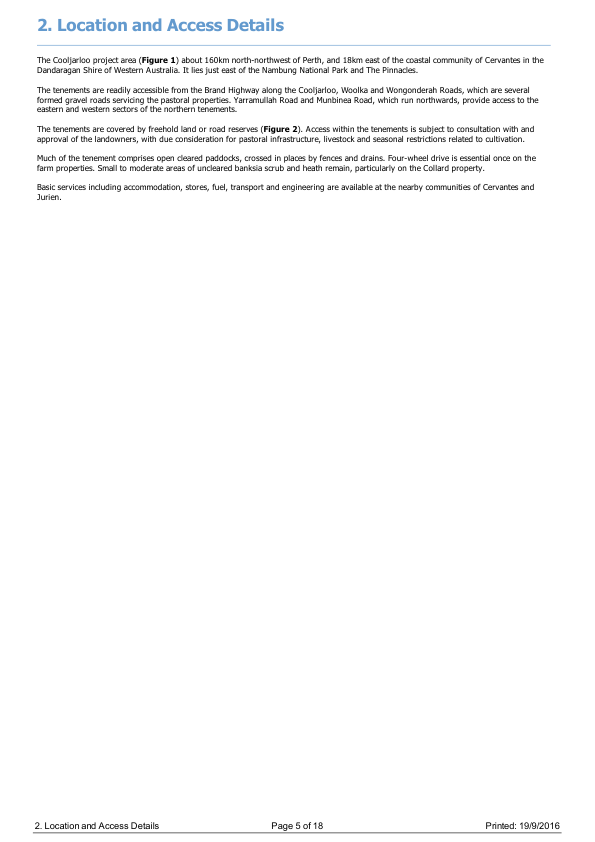 2. Location and Access Details
The Cooljarloo project area (Figure 1) about 160km north-northwest of Perth, and 18km east of the coastal community of Cervantes in the
Dandaragan Shire of Western Australia. It lies just east of the Nambung National Park and The Pinnacles.
The tenements are readily accessible from the Brand Highway along the Cooljarloo, Woolka and Wongonderah Roads, which are several
formed gravel roads servicing the pastoral properties. Yarramullah Road and Munbinea Road, which run northwards, provide access to the
eastern and western sectors of the northern tenements.
The tenements are covered by freehold land or road reserves (Figure 2). Access within the tenements is subject to consultation with and
approval of the landowners, with due consideration for pastoral infrastructure, livestock and seasonal restrictions related to cultivation.
Much of the tenement comprises open cleared paddocks, crossed in places by fences and drains. Four-wheel drive is essential once on the
farm properties. Small to moderate areas of uncleared banksia scrub and heath remain, particularly on the Collard property.
Basic services including accommodation, stores, fuel, transport and engineering are available at the nearby communities of Cervantes and
Jurien.
2. Location and Access Details Page 5 of 18 Printed: 19/9/2016